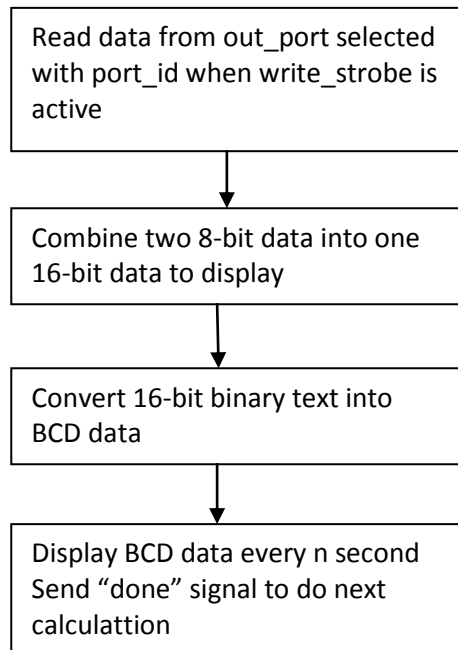 Read data from out_port selected
with port_id when write_strobe is
active
Combine two 8-bit data into one
16-bit data to display
Convert 16-bit binary text into
BCD data
Display BCD data every n second
Send “done” signal to do next
calculattion